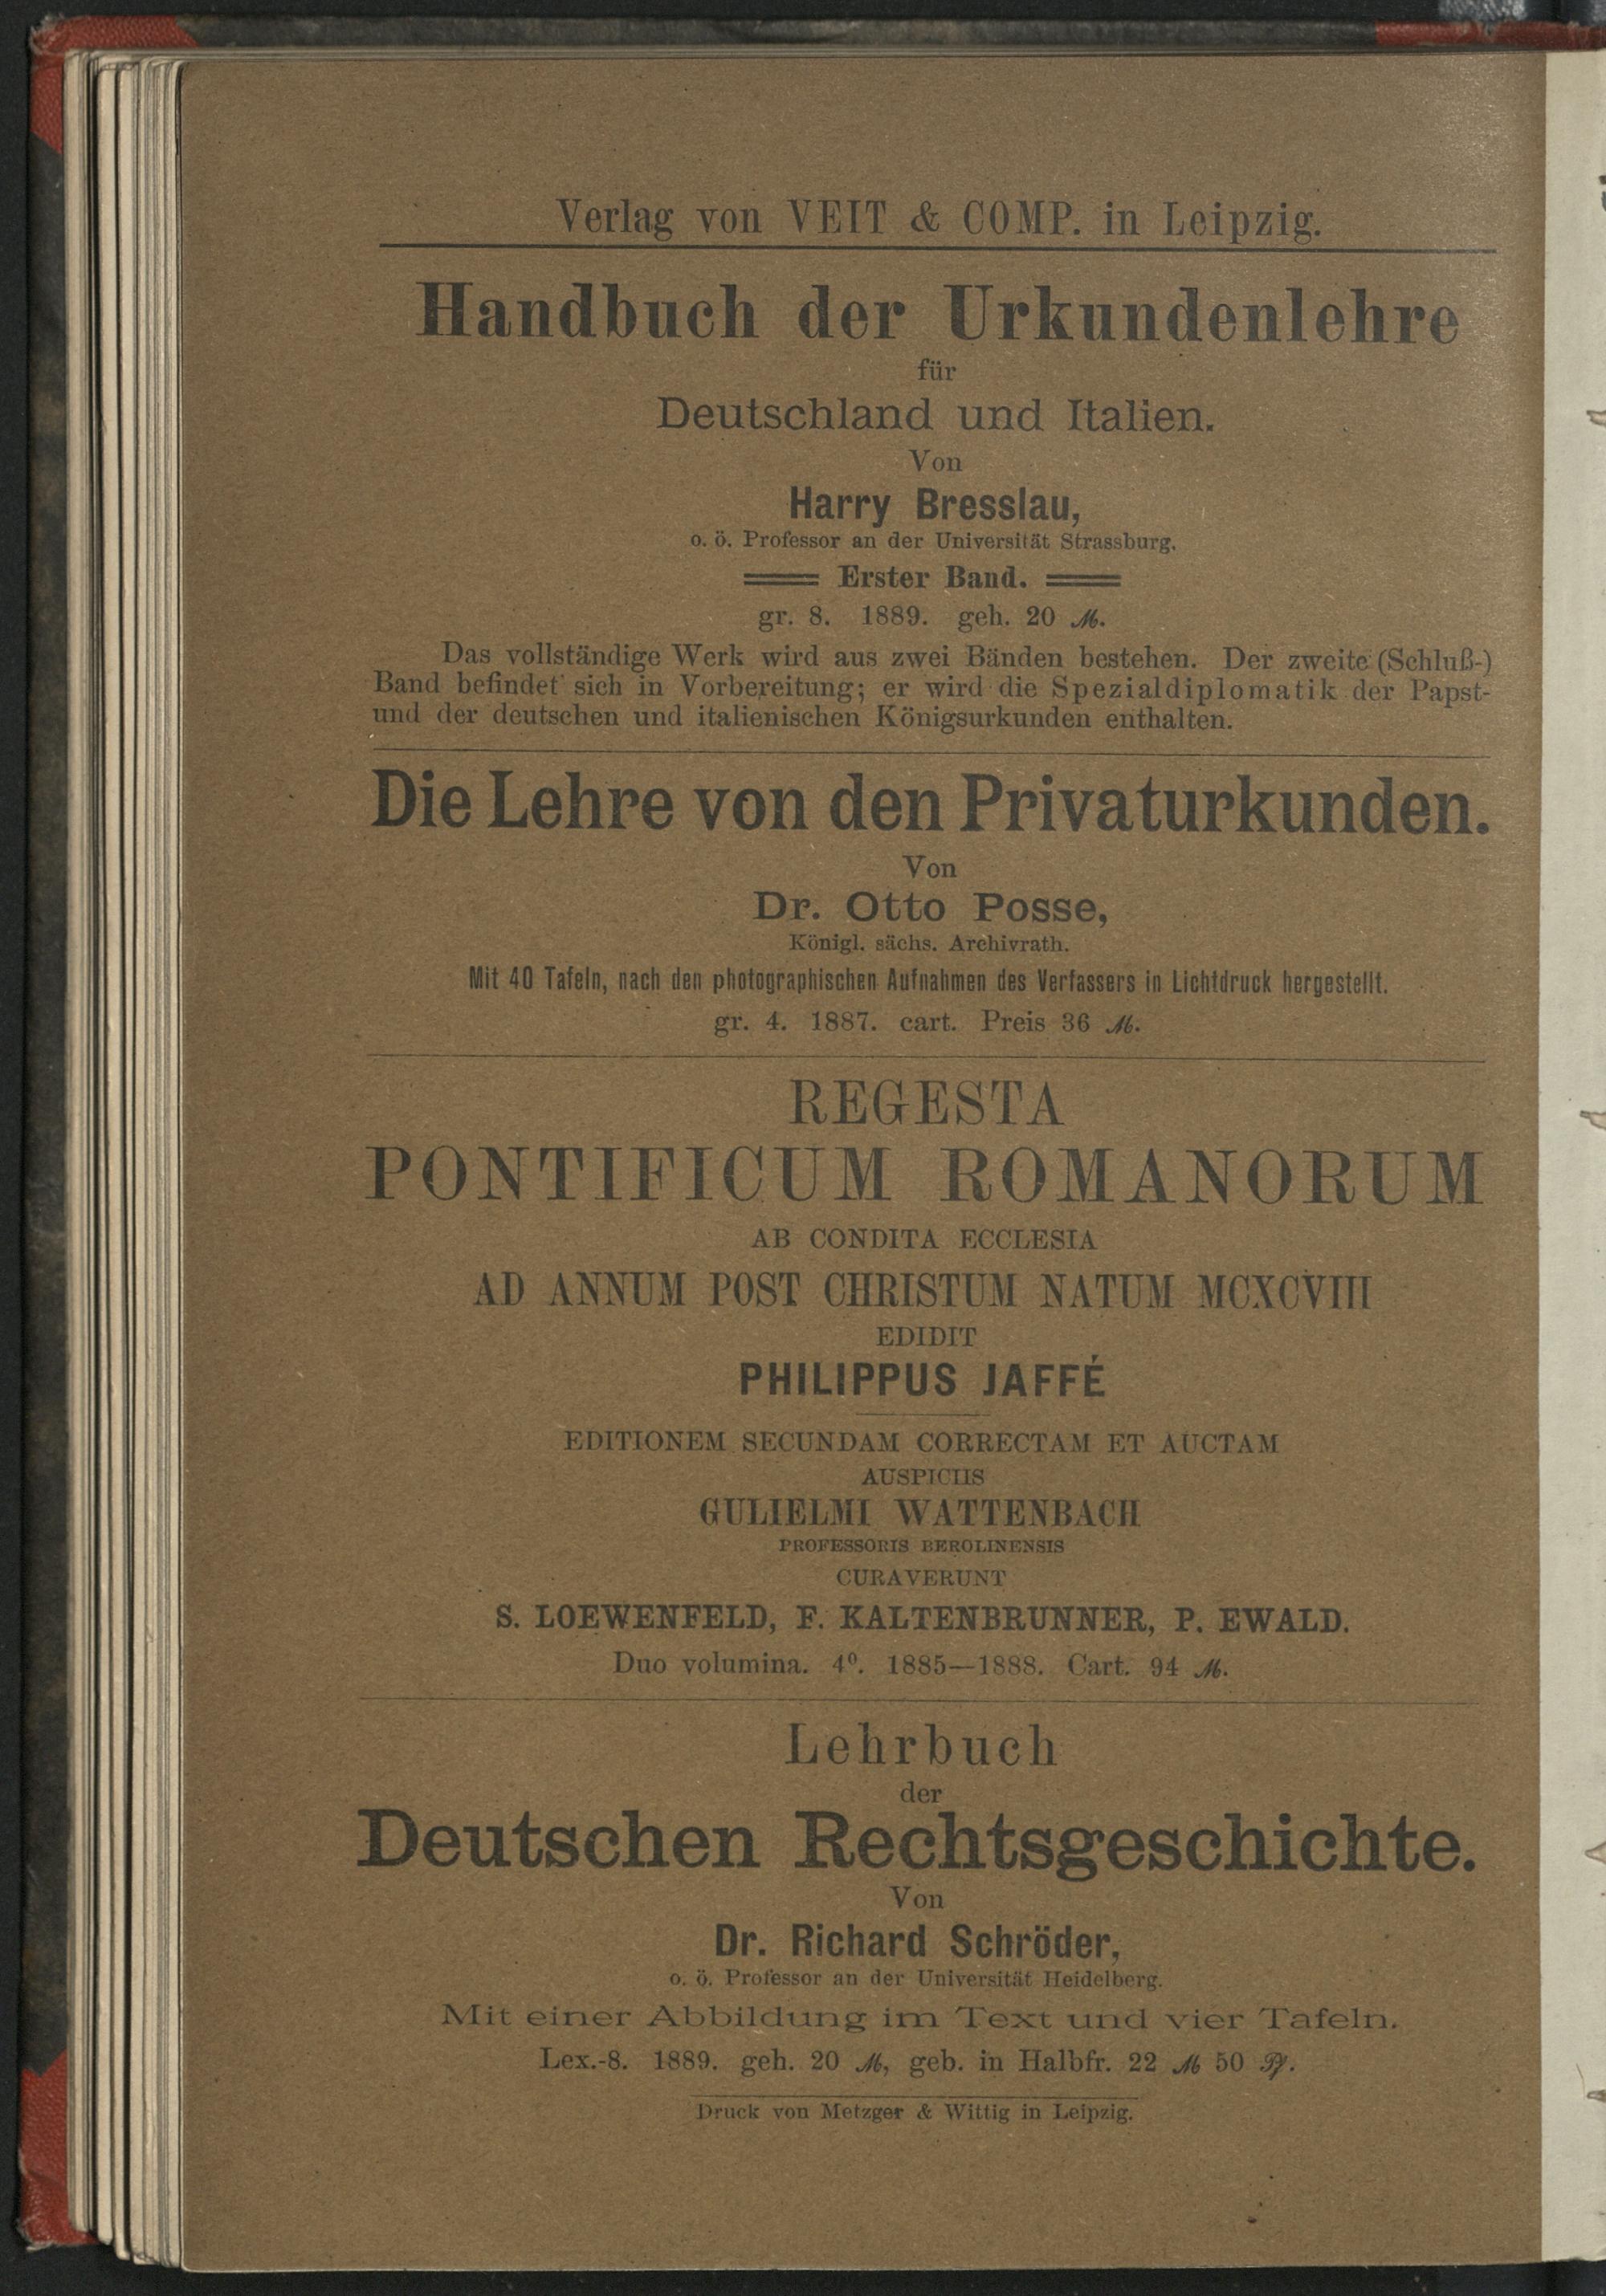 Verlag von VEIT & COMP. in Leipzig.
Handbuch der Urkundenlehre
für
Deutschland und Italien.
Von
Harry Bresslau,
o. ö. Professor an der Universität Strassburg.
Erster Band.
gr. 8. 1889. geh. 20 ℳ.
Das vollständige Werk wird aus zwei Bänden bestehen. Der zweite (Schluß-)
Band befindet sich in Vorbereitung; er wird die Spezialdiplomatik der Papst-
und der deutschen und italienischen Königsurkunden enthalten.
Die Lehre von den Privaturkunden.
Von
Dr. Otto Posse,
Königl. sächs. Archivrath.
Mit 40 Tafeln, nach den photographischen Aufnahmen des Verfassers in Lichtdruck hergestellt.
gr. 4. 1887. cart. Preis 36 ℳ.
REGESTA
PONTIFICUM ROMANORUM
AB CONDITA ECCLESIA
AD ANNUM POST CHRISTUM NATUM MCXCVIII
EDIDIT
PHILIPPUS JAFFÉ
EDITIONEM SECUNDAM CORRECTAM ET AUCTAM
AUSPICIIS
GULIELMI WATTENBACH
PROFESSORIS BEROLINENSIS
CURAVERUNT
S. LOEWENFELD, F. KALTENBRUNNER, P. EWALD.
Duo volumina. 4⁰. 1885—1888. Cart. 94 ℳ.
Lehrbuch
der
Deutschen Rechtsgeschichte.
Von
Dr. Richard Schröder,
o. ö. Professor an der Universität Heidelberg.
Mit einer Abbildung im Text und vier Tafeln.
Lex.-8. 1889. geh. 20 ℳ, geb. in Halbfr. 22 ℳ 50 Pf.
Druck von Metzger & Wittig in Leipzig.